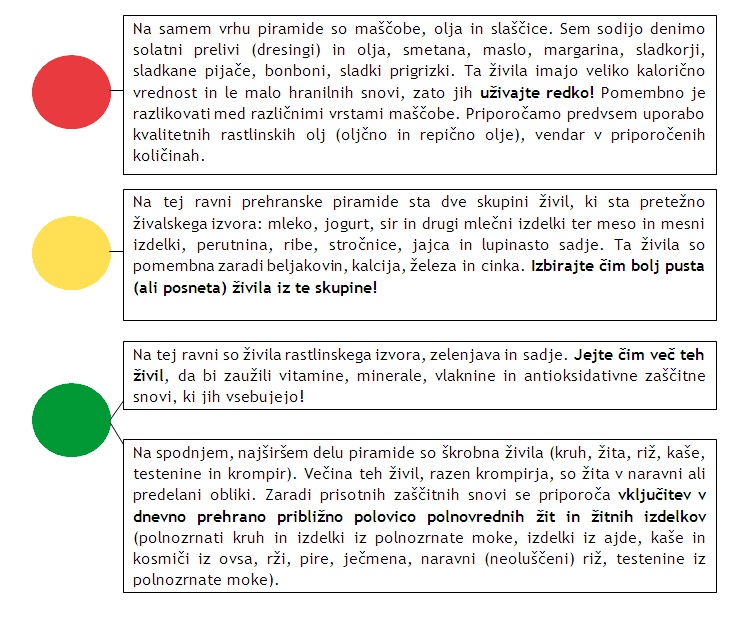 Na samem vrhu piramide so maščobe, olja in slaščice. Sem sodijo denimo
solatni prelivi (dresingi) in olja, smetana, maslo, margarina, sladkorji,
sladkane pijače, bonboni, sladki prigrizki. Ta živila imajo veliko kalorično
vrednost in le malo hranilnih snovi, zato jih uživajte redko! Pomembno je
razlikovati med različnimi vrstami maščobe. Priporočamo predvsem uporabo
kvalitetnih rastlinskih olj (oljčno in repično olje), vendar v priporočenih
količinah.
Na tej ravni prehranske piramide sta dve skupini živil, ki sta pretežno
živalskega izvora: mleko, jogurt, sir in drugi mlečni izdelki ter meso in mesni
izdelki, perutnina, ribe, stročnice, jajca in lupinasto sadje. Ta živila so
pomembna zaradi beljakovin, kalcija, železa in cinka. Izbirajte čim bolj pusta
(ali posneta) živila iz te skupine!
Na tej ravni so živila rastlinskega izvora, zelenjava in sadje. Jejte čim več teh
živil, da bi zaužili vitamine, minerale, vlaknine in antioksidativne zaščitne
snovi, ki jih vsebujejo!
Na spodnjem, najširšem delu piramide so škrobna živila (kruh, žita, riž, kaše,
testenine in krompir). Večina teh živil, razen krompirja, so žita v naravni ali
predelani obliki. Zaradi prisotnih zaščitnih snovi se priporoča vključitev v
dnevno prehrano približno polovico polnovrednih žit in žitnih izdelkov
(polnoznati kruh in izdelki iz polnozrnate moke, izdelki iz ajde, kaše in
kosmiči iz ovsa, rži, pire, ječmena, naravni (neoluščeni) riž, testenine iz
polnozrnate moke).